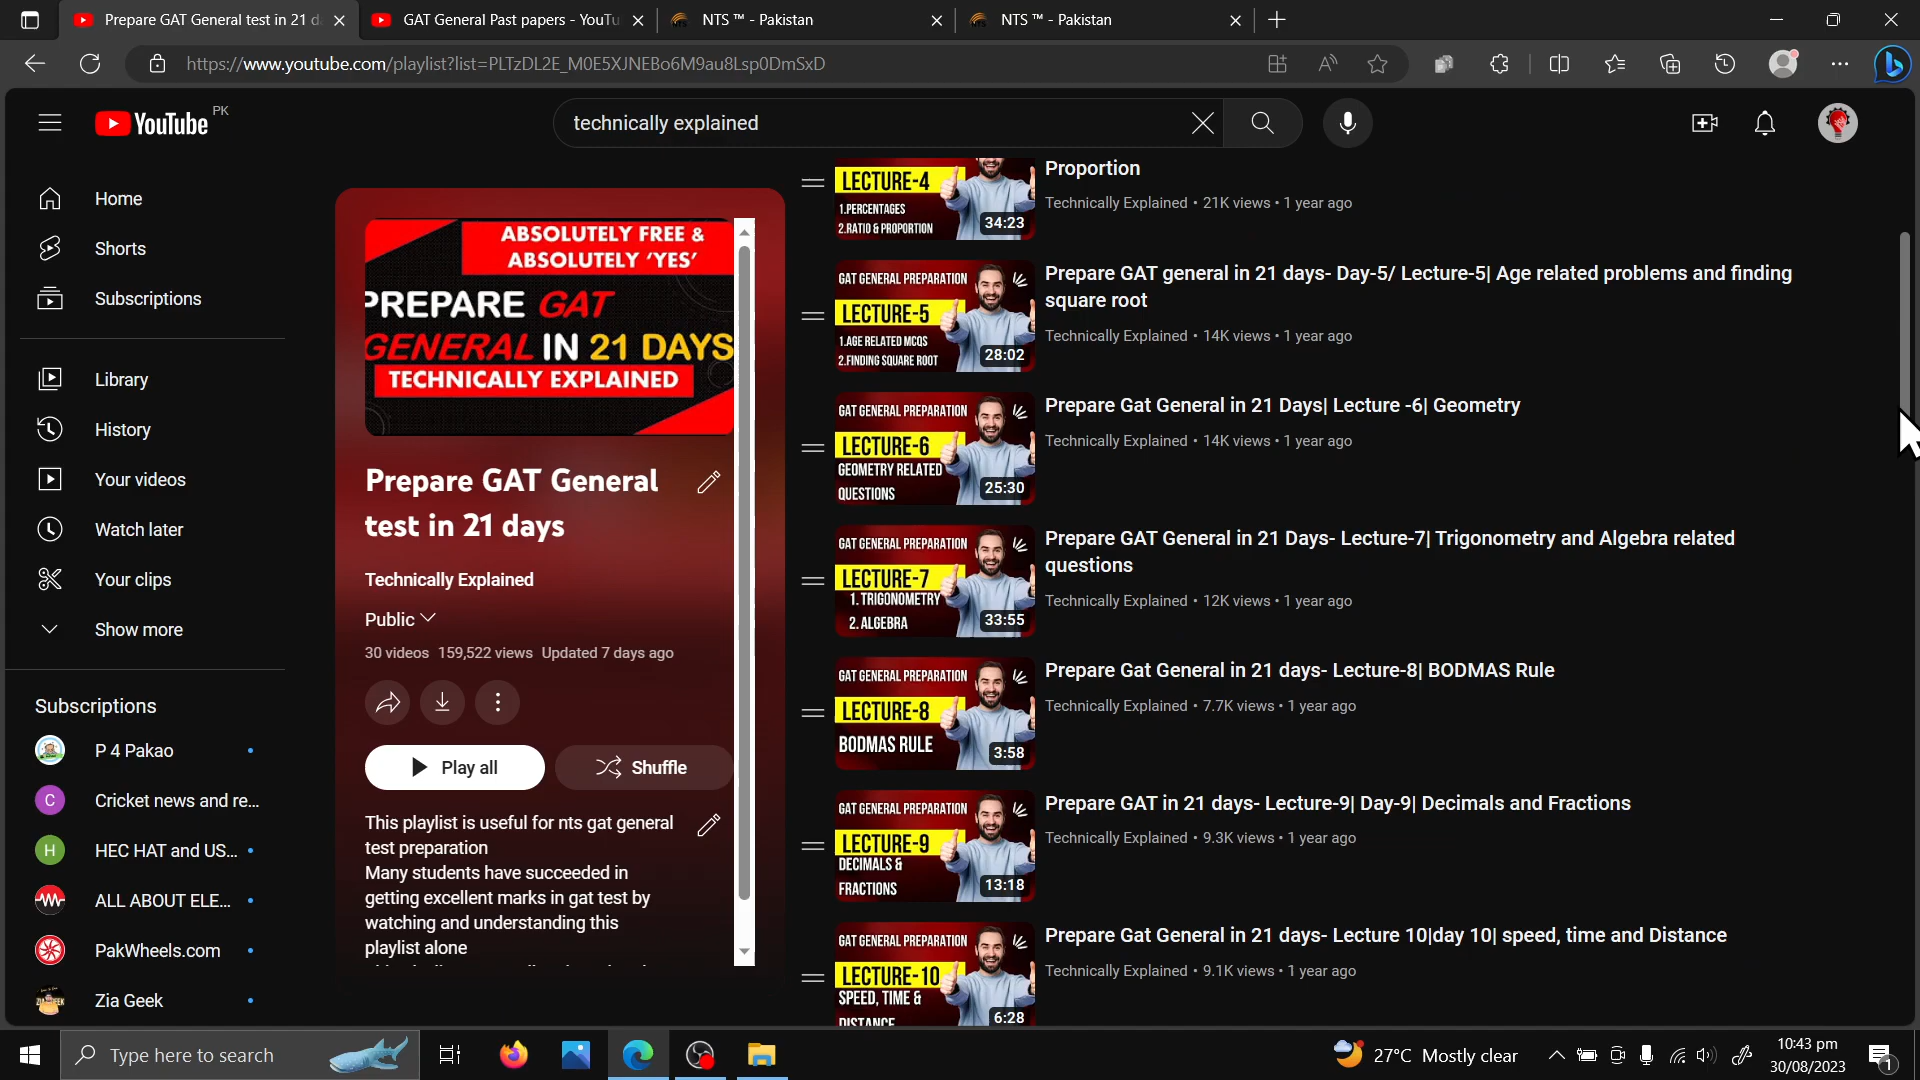 Prepare GAT General test in 21 d
GAT General Past papers - YouTu
NTS ™ - Pakistan
NTS ™ - Pakistan
https://www.youtube.com/playlist?list=PLTzDL2E_M0E5XJNEBo6M9au8Lsp0DmSxD
YouTube PK
technically explained
Home
Shorts
Subscriptions
Library
History
Your videos
Watch later
Your clips
Show more
Subscriptions
P 4 Pakao
C
Cricket news and re...
H
HEC HAT and US...
ALL ABOUT ELE...
PakWheels.com
Zia Geek
ABSOLUTELY FREE &
ABSOLUTELY 'YES'
PREPARE GAT
GENERAL IN 21 DAYS
TECHNICALLY EXPLAINED
Prepare GAT General
test in 21 days
Technically Explained
Public
30 videos 159,522 views Updated 7 days ago
Play all
Shuffle
This playlist is useful for nts gat general
test preparation
Many students have succeeded in
getting excellent marks in gat test by
watching and understanding this
playlist alone
LECTURE-4
1.PERCENTAGES
2.RATIO & PROPORTION
34:23
Proportion
Technically Explained • 21K views • 1 year ago
GAT GENERAL PREPARATION
LECTURE-5
1.AGE RELATED MCQS
2.FINDING SQUARE ROOT
28:02
Prepare GAT general in 21 days- Day-5/ Lecture-5| Age related problems and finding
square root
Technically Explained • 14K views • 1 year ago
GAT GENERAL PREPARATION
LECTURE-6
GEOMETRY RELATED
QUESTIONS
25:30
Prepare Gat General in 21 Days| Lecture -6| Geometry
Technically Explained • 14K views • 1 year ago
GAT GENERAL PREPARATION
LECTURE-7
1. TRIGONOMETRY
2. ALGEBRA
33:55
Prepare GAT General in 21 Days- Lecture-7| Trigonometry and Algebra related
questions
Technically Explained • 12K views • 1 year ago
GAT GENERAL PREPARATION
LECTURE-8
BODMAS RULE
3:58
Prepare Gat General in 21 days- Lecture-8| BODMAS Rule
Technically Explained • 7.7K views • 1 year ago
GAT GENERAL PREPARATION
LECTURE-9
DECIMALS &
FRACTIONS
13:18
Prepare GAT in 21 days- Lecture-9| Day-9| Decimals and Fractions
Technically Explained • 9.3K views • 1 year ago
GAT GENERAL PREPARATION
LECTURE-10
SPEED, TIME &
DISTANCE
6:28
Prepare Gat General in 21 days- Lecture 10|day 10| speed, time and Distance
Technically Explained • 9.1K views • 1 year ago
Type here to search
27°C Mostly clear
10:43 pm
30/08/2023
1